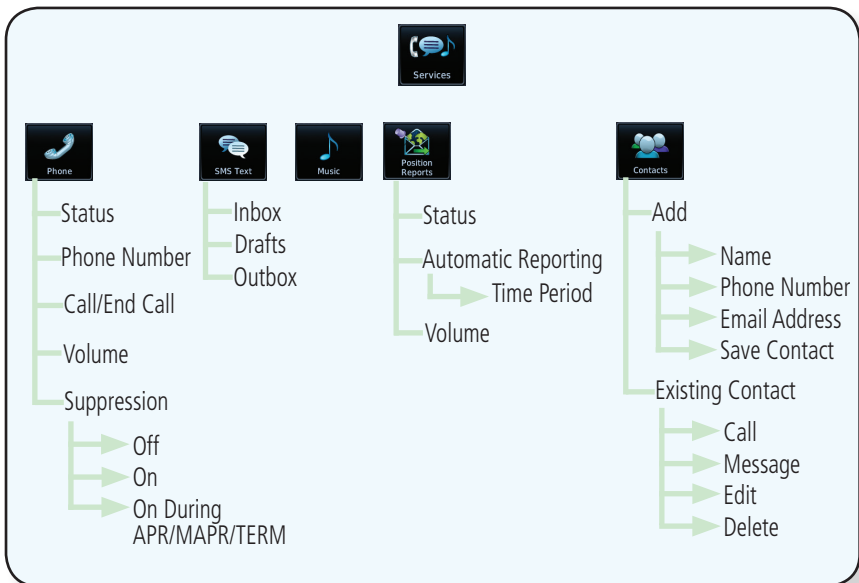 Services
Phone
Status
Phone Number
Call/End Call
Volume
Suppression
Off
On
On During
APR/MAPR/TERM
SMS Text
Inbox
Drafts
Outbox
Music
Position
Reports
Status
Automatic Reporting
Time Period
Volume
Contacts
Add
Name
Phone Number
Email Address
Save Contact
Existing Contact
Call
Message
Edit
Delete